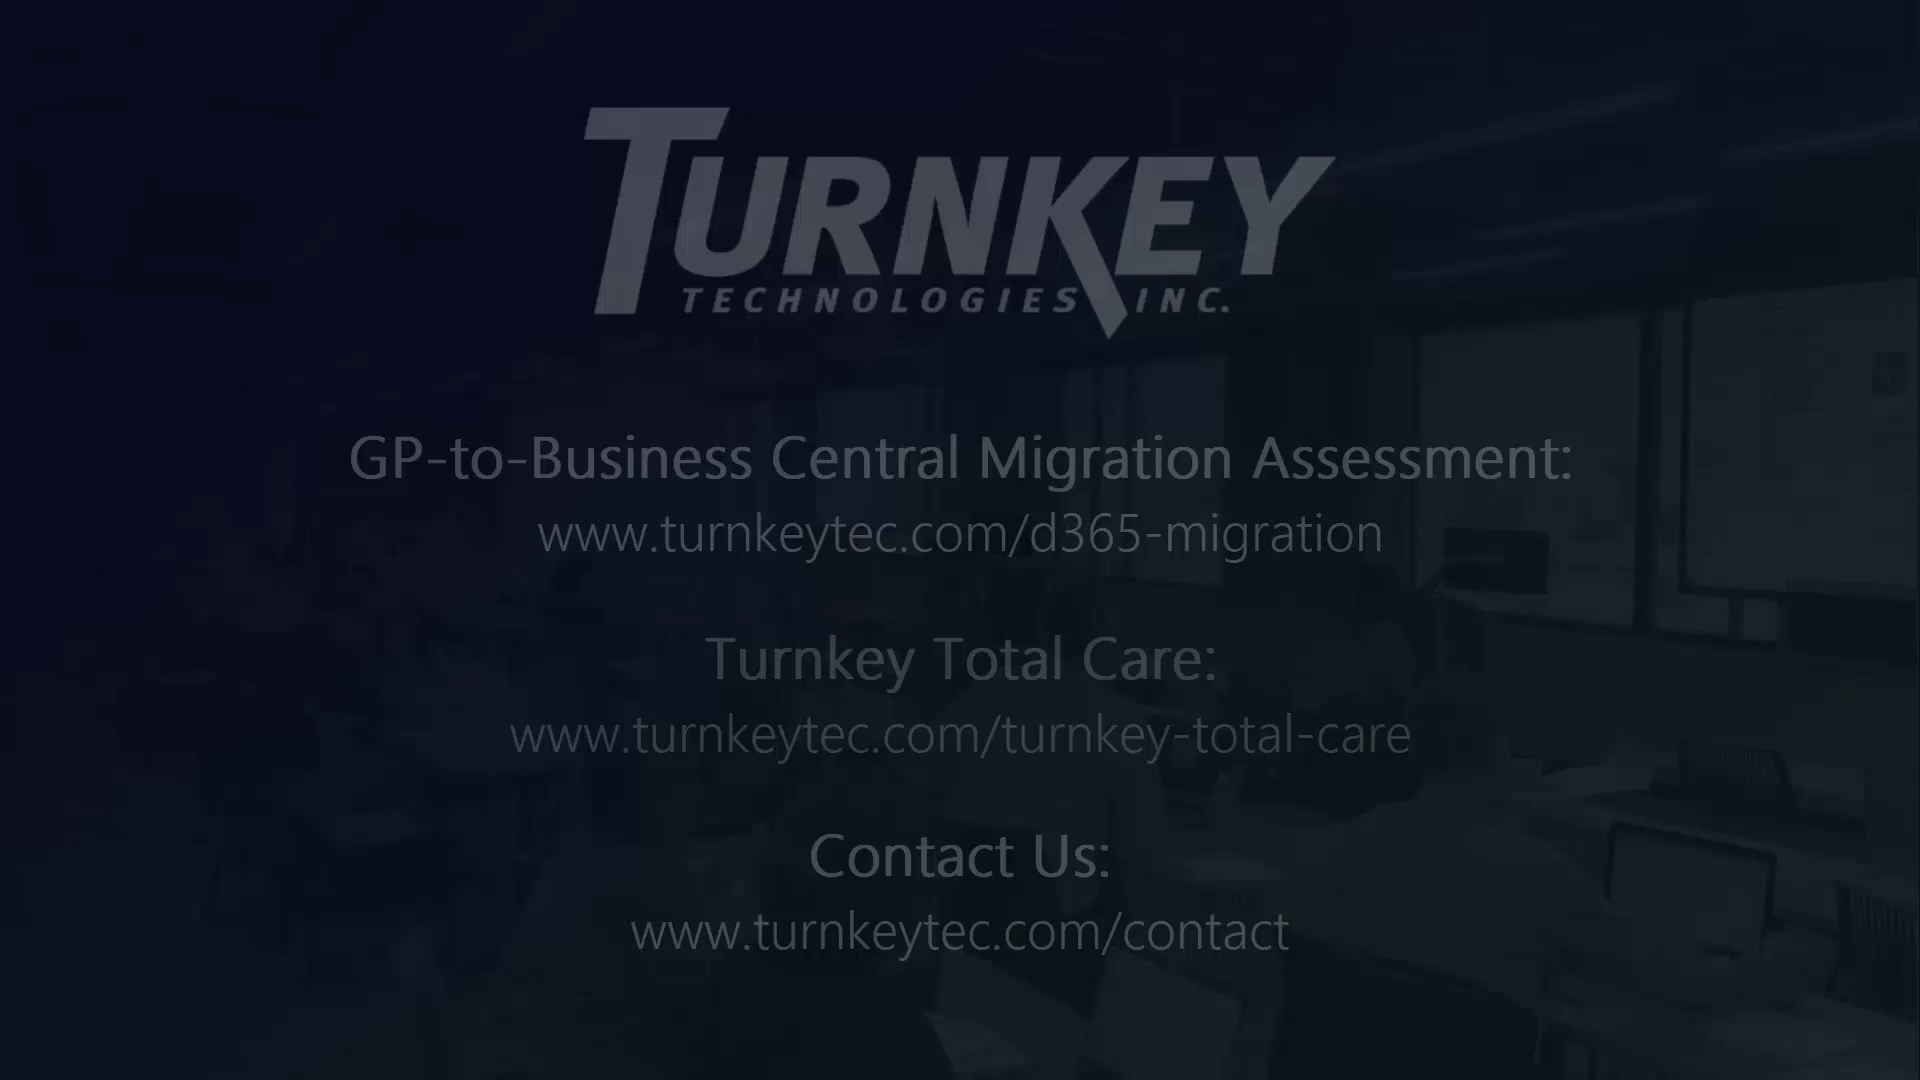 TURNKEY
TECHNOLOGIES INC.
GP-to-Business Central Migration Assessment:
www.turnkeytec.com/d365-migration
Turnkey Total Care:
www.turnkeytec.com/turnkey-total-care
Contact Us:
www.turnkeytec.com/contact